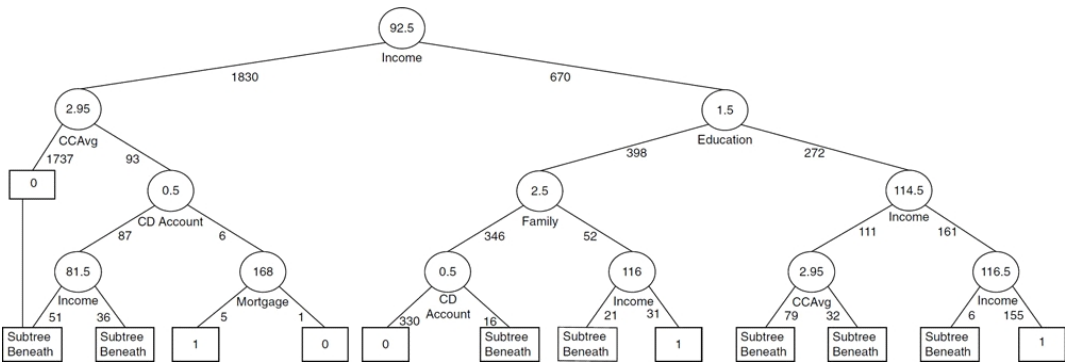 92.5
Income
1830 670
2.95 1.5
CCAvg Education
1737 93 398 272
0 0.5 2.5 114.5
CD Account Family Income
87 6 346 52 111 161
81.5 168 0.5 116 2.95 116.5
Income Mortgage CD Account Income CCAvg Income
51 36 5 1 330 16 21 31 79 32 6 155
Subtree Beneath Subtree Beneath 1 0 0 Subtree Beneath Subtree Beneath 1 Subtree Beneath Subtree Beneath Subtree Beneath 1